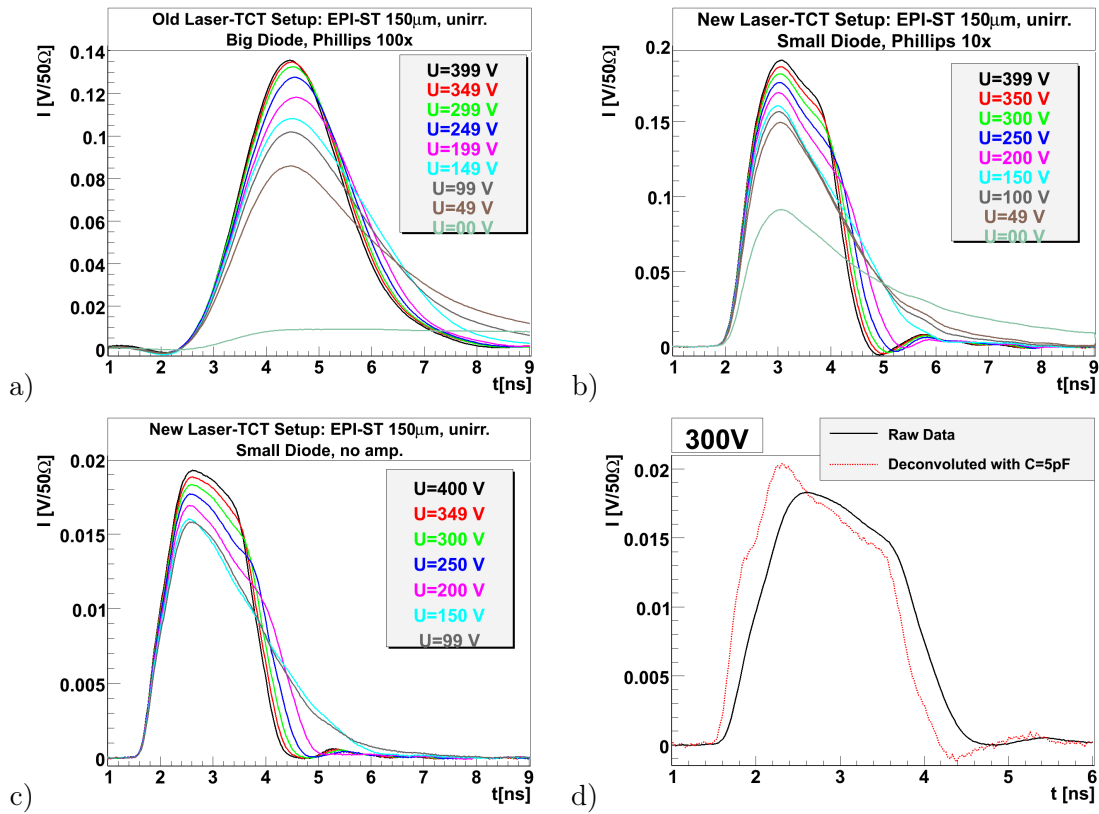 Old Laser-TCT Setup: EPI-ST 150μm, unirr.
Big Diode, Phillips 100x
I [V/50Ω]
0.14
0.12
0.1
0.08
0.06
0.04
0.02
0
U=399 V
U=349 V
U=299 V
U=249 V
U=199 V
U=149 V
U=99 V
U=49 V
U=00 V
1 2 3 4 5 6 7 8 9
t[ns]
a)
New Laser-TCT Setup: EPI-ST 150μm, unirr.
Small Diode, Phillips 10x
I [V/50Ω]
0.2
0.15
0.1
0.05
0
U=399 V
U=350 V
U=300 V
U=250 V
U=200 V
U=150 V
U=100 V
U=49 V
U=00 V
1 2 3 4 5 6 7 8 9
t[ns]
b)
New Laser-TCT Setup: EPI-ST 150μm, unirr.
Small Diode, no amp.
I [V/50Ω]
0.02
0.015
0.01
0.005
0
U=400 V
U=349 V
U=300 V
U=250 V
U=200 V
U=150 V
U=99 V
1 2 3 4 5 6 7 8 9
t[ns]
c)
300V
Raw Data
Deconvoluted with C=5pF
I [V/50Ω]
0.02
0.015
0.01
0.005
0
1 2 3 4 5 6
t [ns]
d)